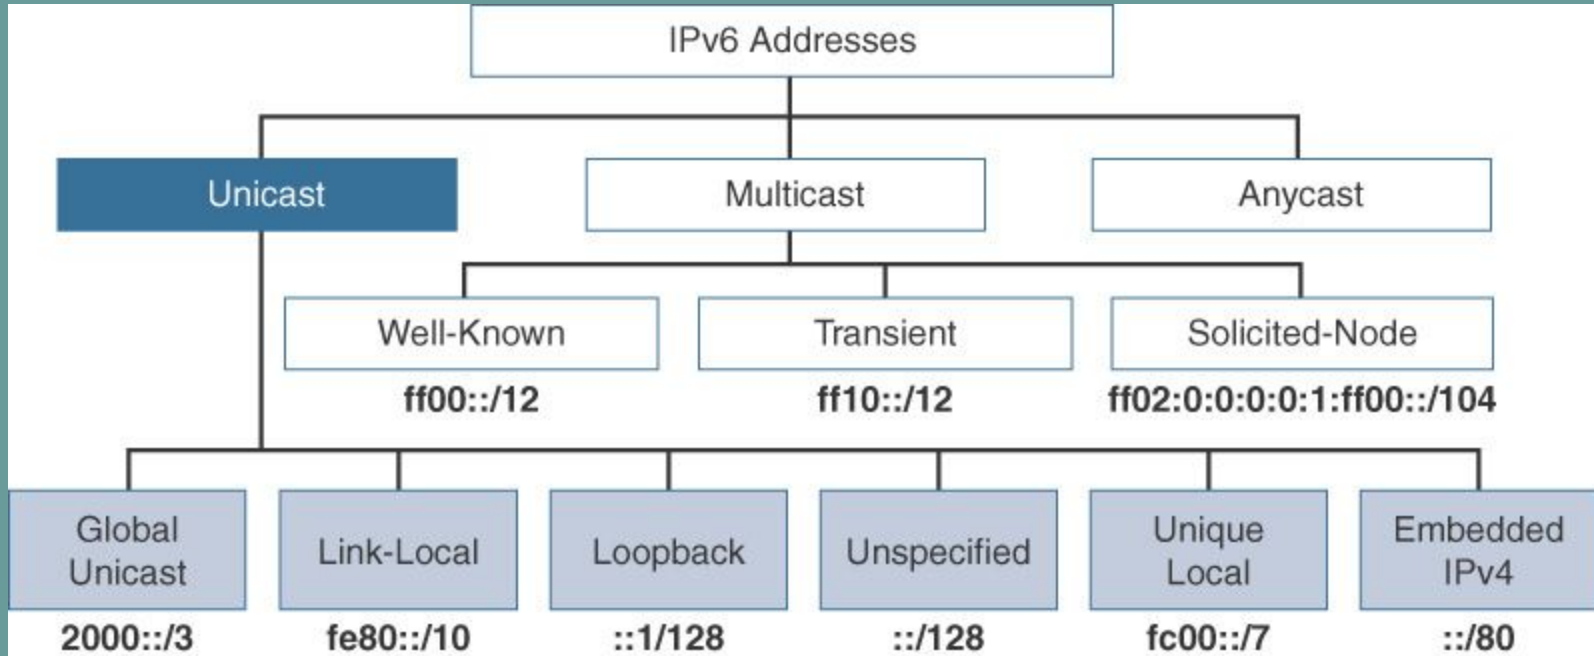 IPv6 Addresses
Unicast
Multicast
Anycast
Well-Known
Transient
Solicited-Node
ff00::/12
ff10::/12
ff02:0:0:0:0:1:ff00::/104
Global
Unicast
Link-Local
Loopback
Unspecified
Unique
Local
Embedded
IPv4
2000::/3
fe80::/10
::1/128
::/128
fc00::/7
::/80